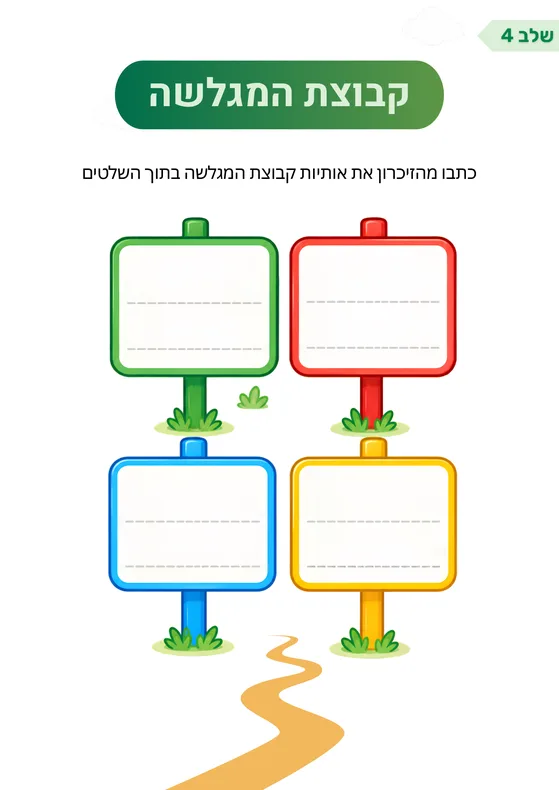 שלב 4
קבוצת המגלשה
כתבו מהזיכרון את אותיות קבוצת המגלשה בתוך השלטים